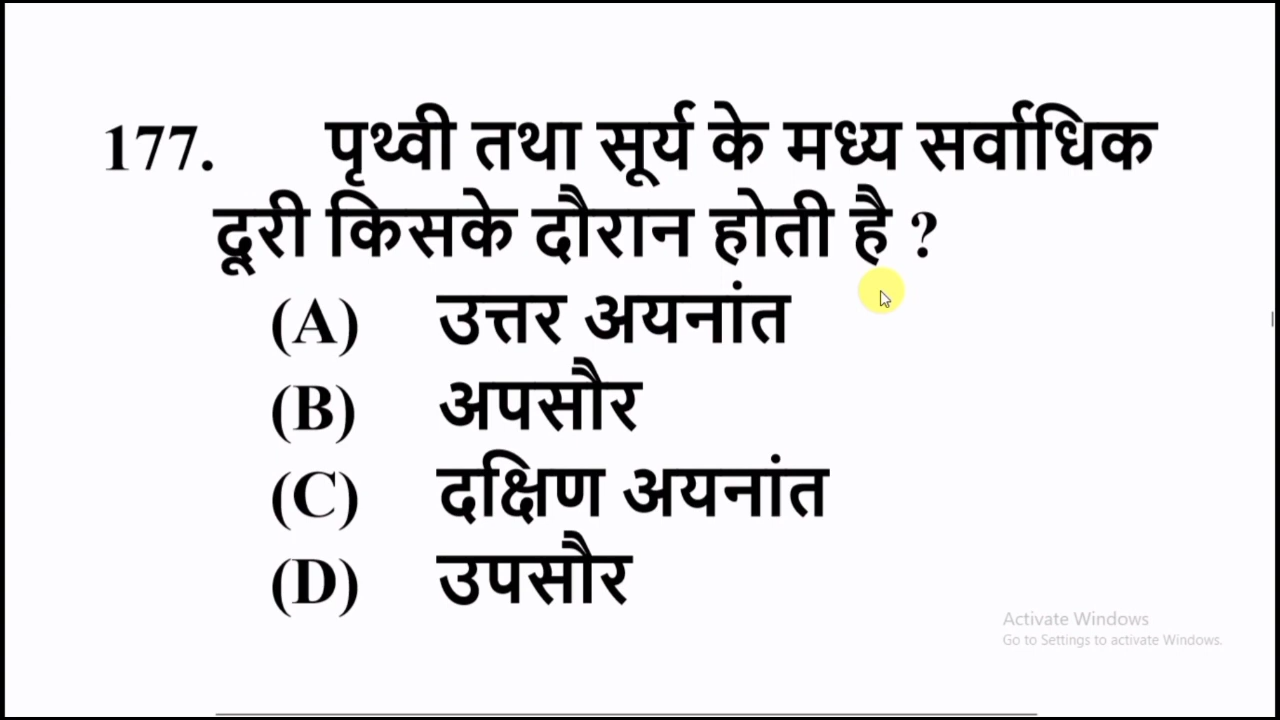 177. पृथ्वी तथा सूर्य के मध्य सर्वाधिक
दूरी किसके दौरान होती है ?
(A) उत्तर अयनांत
(B) अपसौर
(C) दक्षिण अयनांत
(D) उपसौर
Activate Windows
Go to Settings to activate Windows.